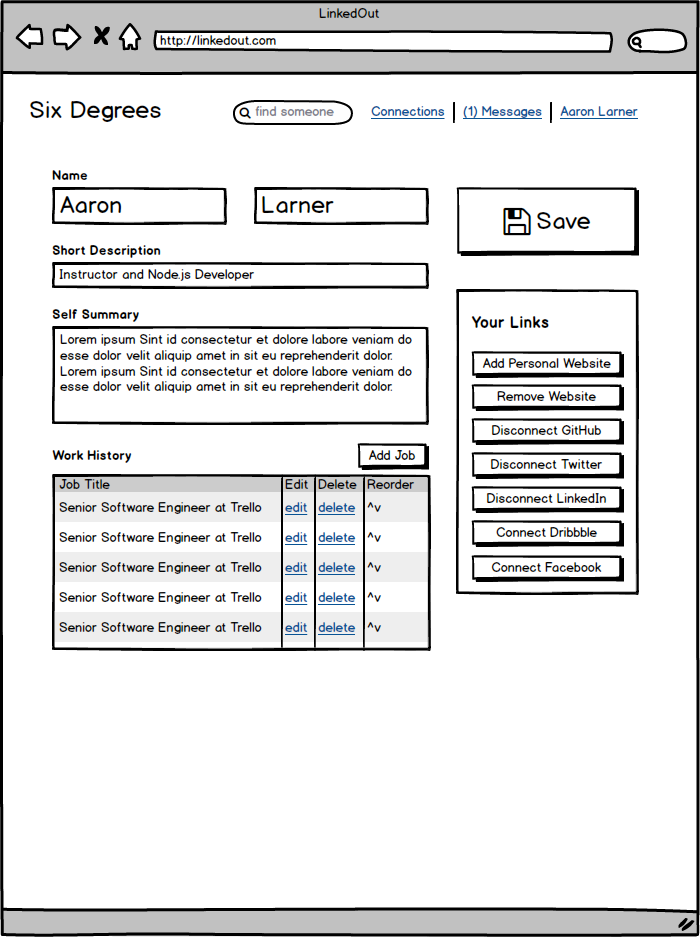 LinkedOut
http://linkedout.com
Six Degrees
find someone
Connections
(1) Messages
Aaron Larner
Name
Aaron
Larner
Save
Short Description
Instructor and Node.js Developer
Self Summary
Lorem ipsum Sint id consectetur et dolore labore veniam do
esse dolor velit aliquip amet in sit eu reprehenderit dolor.
Lorem ipsum Sint id consectetur et dolore labore veniam do
esse dolor velit aliquip amet in sit eu reprehenderit dolor.
Work History
Add Job
Job Title Edit Delete Reorder
Senior Software Engineer at Trello edit delete ^v
Senior Software Engineer at Trello edit delete ^v
Senior Software Engineer at Trello edit delete ^v
Senior Software Engineer at Trello edit delete ^v
Senior Software Engineer at Trello edit delete ^v
Your Links
Add Personal Website
Remove Website
Disconnect GitHub
Disconnect Twitter
Disconnect LinkedIn
Connect Dribbble
Connect Facebook